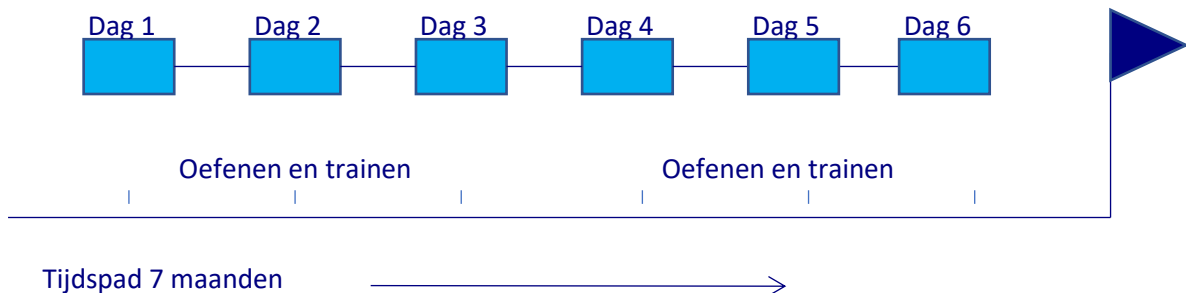 Dag 1 Dag 2 Dag 3 Dag 4 Dag 5 Dag 6
Oefenen en trainen Oefenen en trainen
Tijdspad 7 maanden